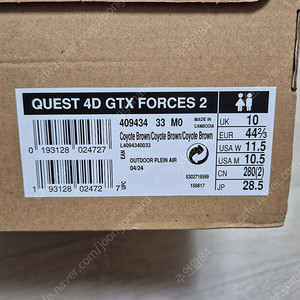 QUEST 4D GTX FORCES 2
409434 33 M0
MADE IN
CAMBODIA
Coyote Brown/Coyote Brown/Coyote Brown
L4094340033
EAN
0 193128 024727
OUTDOOR PLEIN AIR
04/24
1 93128 02472 7
UPC
5302716599
159817
UK 10
EUR 44⅔
USA W 11.5
USA M 10.5
CN 280(2)
JP 28.5